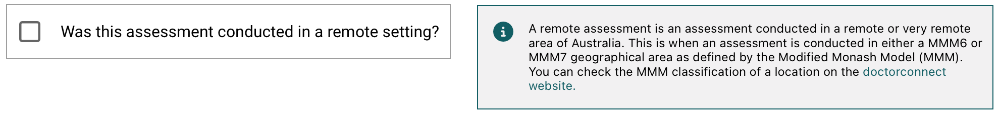 Was this assessment conducted in a remote setting?
A remote assessment is an assessment conducted in a remote or very remote
area of Australia. This is when an assessment is conducted in either a MMM6 or
MMM7 geographical area as defined by the Modified Monash Model (MMM).
You can check the MMM classification of a location on the doctorconnect
website.